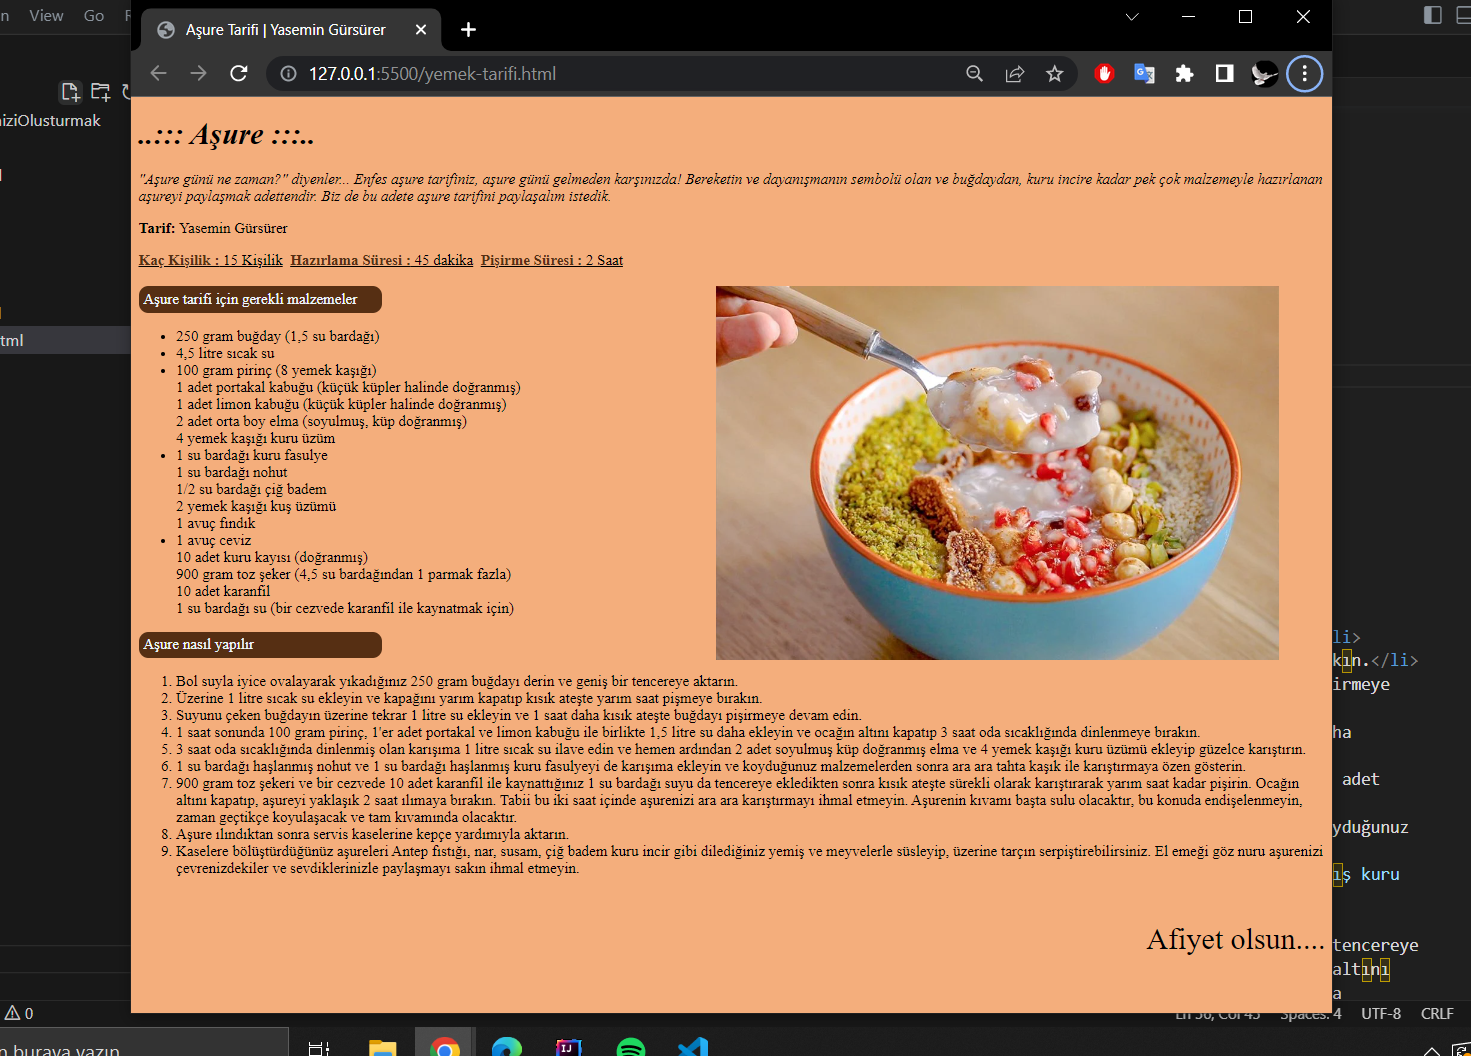 View Go
Aşure Tarifi | Yasemin Gürsürer
127.0.0.1:5500/yemek-tarifi.html
iziOlusturmak
tml
..::: Aşure :::..
"Aşure günü ne zaman?" diyenler... Enfes aşure tarifiniz, aşure günü gelmeden karşınızda! Bereketin ve dayanışmanın sembolü olan ve buğdaydan, kuru incire kadar pek çok malzemeyle hazırlanan
aşureyi paylaşmak adettendir. Biz de bu adete aşure tarifini paylaşalım istedik.
Tarif: Yasemin Gürsürer
Kaç Kişilik : 15 Kişilik Hazırlama Süresi : 45 dakika Pişirme Süresi : 2 Saat
Aşure tarifi için gerekli malzemeler
250 gram buğday (1,5 su bardağı)
4,5 litre sıcak su
100 gram pirinç (8 yemek kaşığı)
1 adet portakal kabuğu (küçük küpler halinde doğranmış)
1 adet limon kabuğu (küçük küpler halinde doğranmış)
2 adet orta boy elma (soyulmuş, küp doğranmış)
4 yemek kaşığı kuru üzüm
1 su bardağı kuru fasulye
1 su bardağı nohut
1/2 su bardağı çiğ badem
2 yemek kaşığı kuş üzümü
1 avuç fındık
1 avuç ceviz
10 adet kuru kayısı (doğranmış)
900 gram toz şeker (4,5 su bardağından 1 parmak fazla)
10 adet karanfil
1 su bardağı su (bir cezvede karanfil ile kaynatmak için)
Aşure nasıl yapılır
1. Bol suyla iyice ovalayarak yıkadığınız 250 gram buğdayı derin ve geniş bir tencereye aktarın.
2. Üzerine 1 litre sıcak su ekleyin ve kapağını yarım kapatıp kısık ateşte yarım saat pişmeye bırakın.
3. Suyunu çeken buğdayın üzerine tekrar 1 litre su ekleyin ve 1 saat daha kısık ateşte buğdayı pişirmeye devam edin.
4. 1 saat sonunda 100 gram pirinç, 1'er adet portakal ve limon kabuğu ile birlikte 1,5 litre su daha ekleyin ve ocağın altını kapatıp 3 saat oda sıcaklığında dinlenmeye bırakın.
5. 3 saat oda sıcaklığında dinlenmiş olan karışıma 1 litre sıcak su ilave edin ve hemen ardından 2 adet soyulmuş küp doğranmış elma ve 4 yemek kaşığı kuru üzümü ekleyip güzelce karıştırın.
6. 1 su bardağı haşlanmış nohut ve 1 su bardağı haşlanmış kuru fasulyeyi de karışıma ekleyin ve koyduğunuz malzemelerden sonra ara ara tahta kaşık ile karıştırmaya özen gösterin.
7. 900 gram toz şekeri ve bir cezvede 10 adet karanfil ile kaynattığınız 1 su bardağı suyu da tencereye ekledikten sonra kısık ateşte sürekli olarak karıştırarak yarım saat kadar pişirin. Ocağın
altını kapatıp, aşureyi yaklaşık 2 saat ılımaya bırakın. Tabii bu iki saat içinde aşurenizi ara ara karıştırmayı ihmal etmeyin. Aşurenin kıvamı başta sulu olacaktır, bu konuda endişelenmeyin,
zaman geçtikçe koyulaşacak ve tam kıvamında olacaktır.
8. Aşure ılındıktan sonra servis kaselerine kepçe yardımıyla aktarın.
9. Kaselere bölüştürdüğünüz aşureleri Antep fıstığı, nar, susam, çiğ badem kuru incir gibi dilediğiniz yemiş ve meyvelerle süsleyip, üzerine tarçın serpiştirebilirsiniz. El emeği göz nuru aşurenizi
çevrenizdekiler ve sevdiklerinizle paylaşmayı sakın ihmal etmeyin.
Afiyet olsun....
li>
kın.</li>
irmeye
ha
adet
yduğunuz
ış kuru
tencereye
altını
a
0
Spaces: 4 UTF-8 CRLF
n buraya yazın